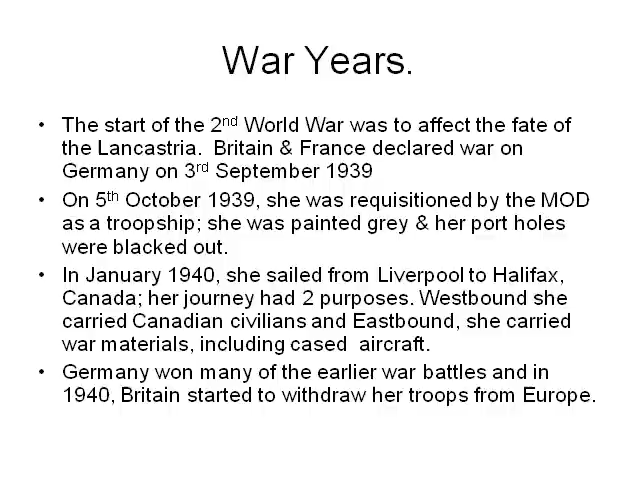 War Years.
• The start of the 2nd World War was to affect the fate of
the Lancastria.  Britain & France declared war on
Germany on 3rd September 1939
• On 5th October 1939, she was requisitioned by the MOD
as a troopship; she was painted grey & her port holes
were blacked out.
• In January 1940, she sailed from Liverpool to Halifax,
Canada; her journey had 2 purposes. Westbound she
carried Canadian civilians and Eastbound, she carried
war materials, including cased  aircraft.
• Germany won many of the earlier war battles and in
1940, Britain started to withdraw her troops from Europe.